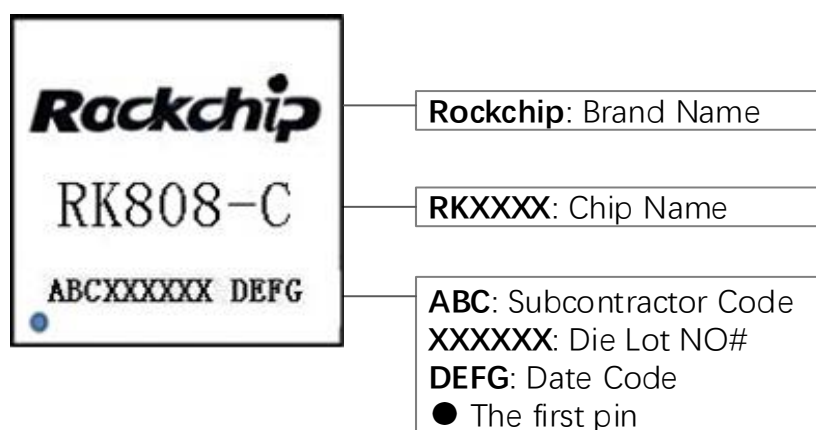 Rockchip
RK808-C
ABCXXXXXX DEFG
Rockchip: Brand Name
RKXXXX: Chip Name
ABC: Subcontractor Code
XXXXXX: Die Lot NO#
DEFG: Date Code
● The first pin